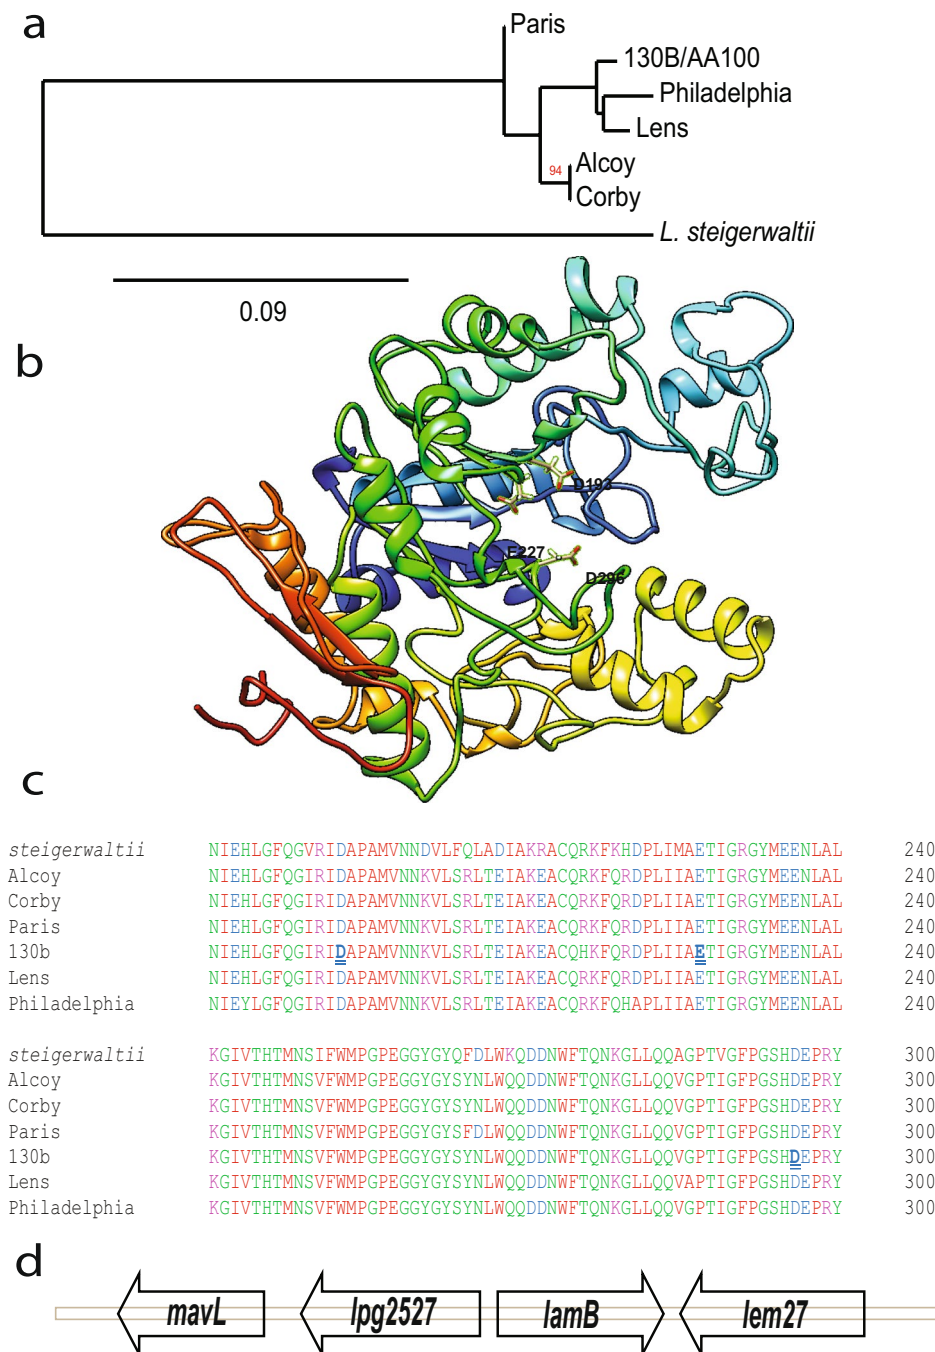 a
Paris
130B/AA100
Philadelphia
Lens
94
Alcoy
Corby
L. steigerwaltii
0.09
b
D193
E227
D296
c
steigerwaltii NIEHLGFQGVRIDAPAMVNNDVLFQLADIAKRACQRKFKHDPLIMAETIGRGYMEENLAL 240
Alcoy NIEHLGFQGIRIDAPAMVNNKVLSRLTEIAKEACQRKFQRDPLIIAETIGRGYMEENLAL 240
Corby NIEHLGFQGIRIDAPAMVNNKVLSRLTEIAKEACQRKFQRDPLIIAETIGRGYMEENLAL 240
Paris NIEHLGFQGIRIDAPAMVNNKVLSRLTEIAKEACQRKFQRDPLIIAETIGRGYMEENLAL 240
130b NIEHLGFQGIRIDAPAMVNNKVLSRLTEIAKEACQHKFQRDPLIIAETIGRGYMEENLAL 240
Lens NIEHLGFQGIRIDAPAMVNNKVLSRLTEIAKEACQRKFQRDPLIIAETIGRGYMEENLAL 240
Philadelphia NIEYLGFQGIRIDAPAMVNNKVLSRLTEIAKEACQRKFQHAPLIIAETIGRGYMEENLAL 240
steigerwaltii KGIVTHTMNSIFWMPGPEGGYGYQFDLWKQDDNWFTQNKGLLQQAGPTVGFPGSHDEPRY 300
Alcoy KGIVTHTMNSVFWMPGPEGGYGYSYNLWQQDDNWFTQNKGLLQQVGPTIGFPGSHDEPRY 300
Corby KGIVTHTMNSVFWMPGPEGGYGYSYNLWQQDDNWFTQNKGLLQQVGPTIGFPGSHDEPRY 300
Paris KGIVTHTMNSVFWMPGPEGGYGYSFDLWQQDDNWFTQNKGLLQQVGPTIGFPGSHDEPRY 300
130b KGIVTHTMNSVFWMPGPEGGYGYSYNLWQQDDNWFTQNKGLLQQVGPTIGFPGSHDEPRY 300
Lens KGIVTHTMNSVFWMPGPEGGYGYSYNLWQQDDNWFTQNKGLLQQVAPTIGFPGSHDEPRY 300
Philadelphia KGIVTHTMNSVFWMPGPEGGYGYSYNLWQQDDNWFTQNKGLLQQVGPTIGFPGSHDEPRY 300
d
mavL lpg2527 lamB lem27